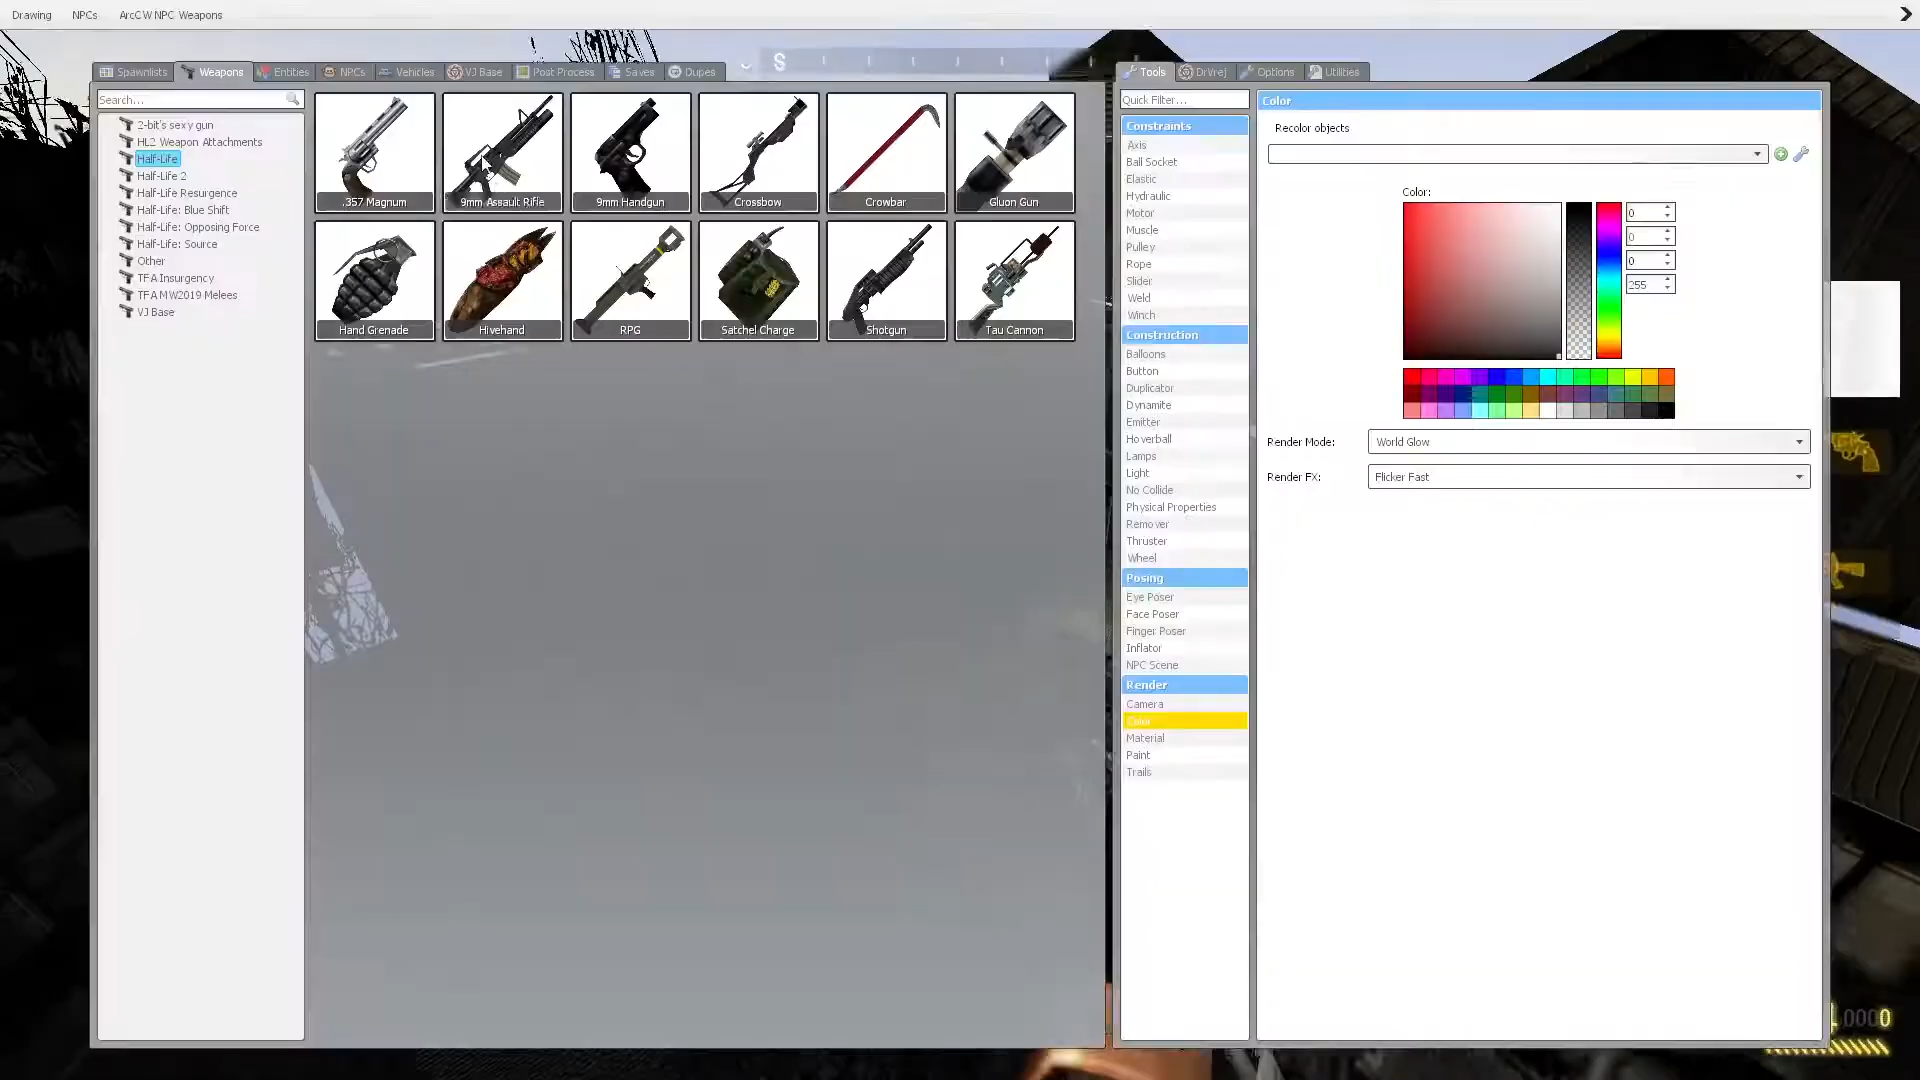 Drawing NPCs ArcCW NPC Weapons
Spawnlists Weapons Entities NPCs Vehicles VJ Base Post Process Saves Dupes
S
Search...
2-bit's sexy gun
HL2 Weapon Attachments
Half-Life
Half-Life 2
Half-Life Resurgence
Half-Life: Blue Shift
Half-Life: Opposing Force
Half-Life: Source
Other
TFA Insurgency
TFA MW2019 Melees
VJ Base
.357 Magnum 9mm Assault Rifle 9mm Handgun Crossbow Crowbar Gluon Gun
Hand Grenade Hivehand RPG Satchel Charge Shotgun Tau Cannon
Tools DrVrej Options Utilities
Quick Filter...
Constraints
Axis
Ball Socket
Elastic
Hydraulic
Motor
Muscle
Pulley
Rope
Slider
Weld
Winch
Construction
Balloons
Button
Duplicator
Dynamite
Emitter
Hoverball
Lamps
Light
No Collide
Physical Properties
Remover
Thruster
Wheel
Posing
Eye Poser
Face Poser
Finger Poser
Inflator
NPC Scene
Render
Camera
Color
Material
Paint
Trails
Color
Recolor objects
Color:
0
0
0
255
Render Mode: World Glow
Render FX: Flicker Fast